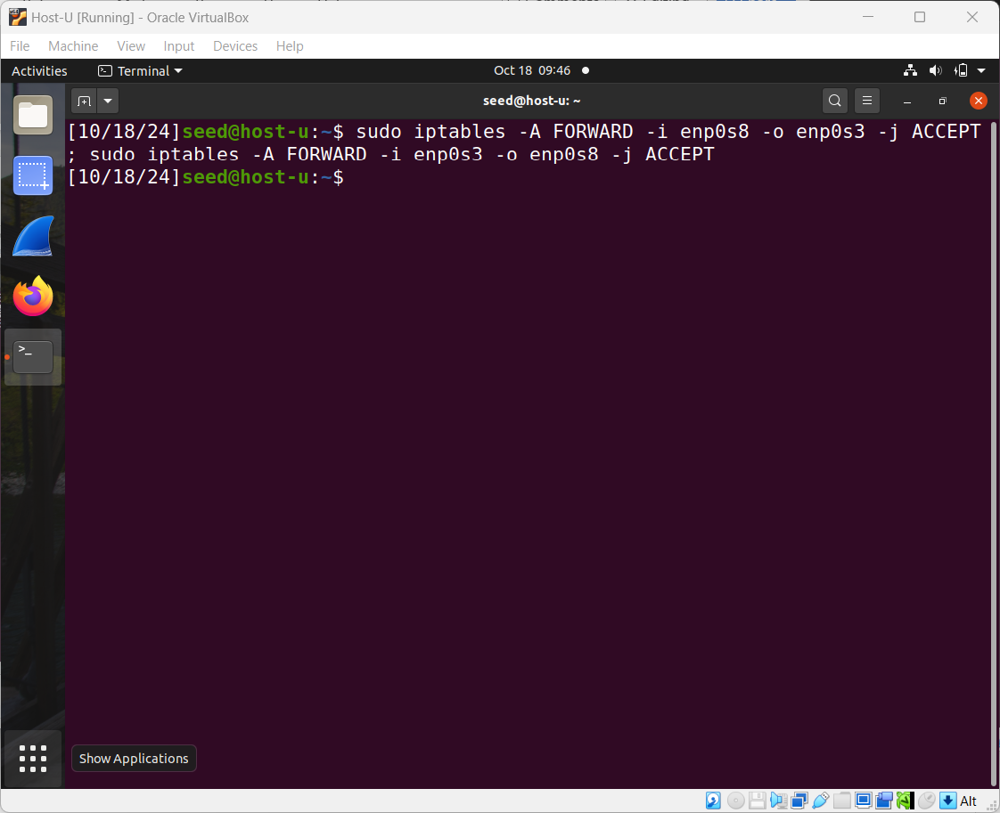 Host-U [Running] - Oracle VirtualBox
File Machine View Input Devices Help
Activities Terminal Oct 18 09:46
seed@host-u: ~
[10/18/24]seed@host-u:~$ sudo iptables -A FORWARD -i enp0s8 -o enp0s3 -j ACCEPT
; sudo iptables -A FORWARD -i enp0s3 -o enp0s8 -j ACCEPT
[10/18/24]seed@host-u:~$
>_
Show Applications
Alt